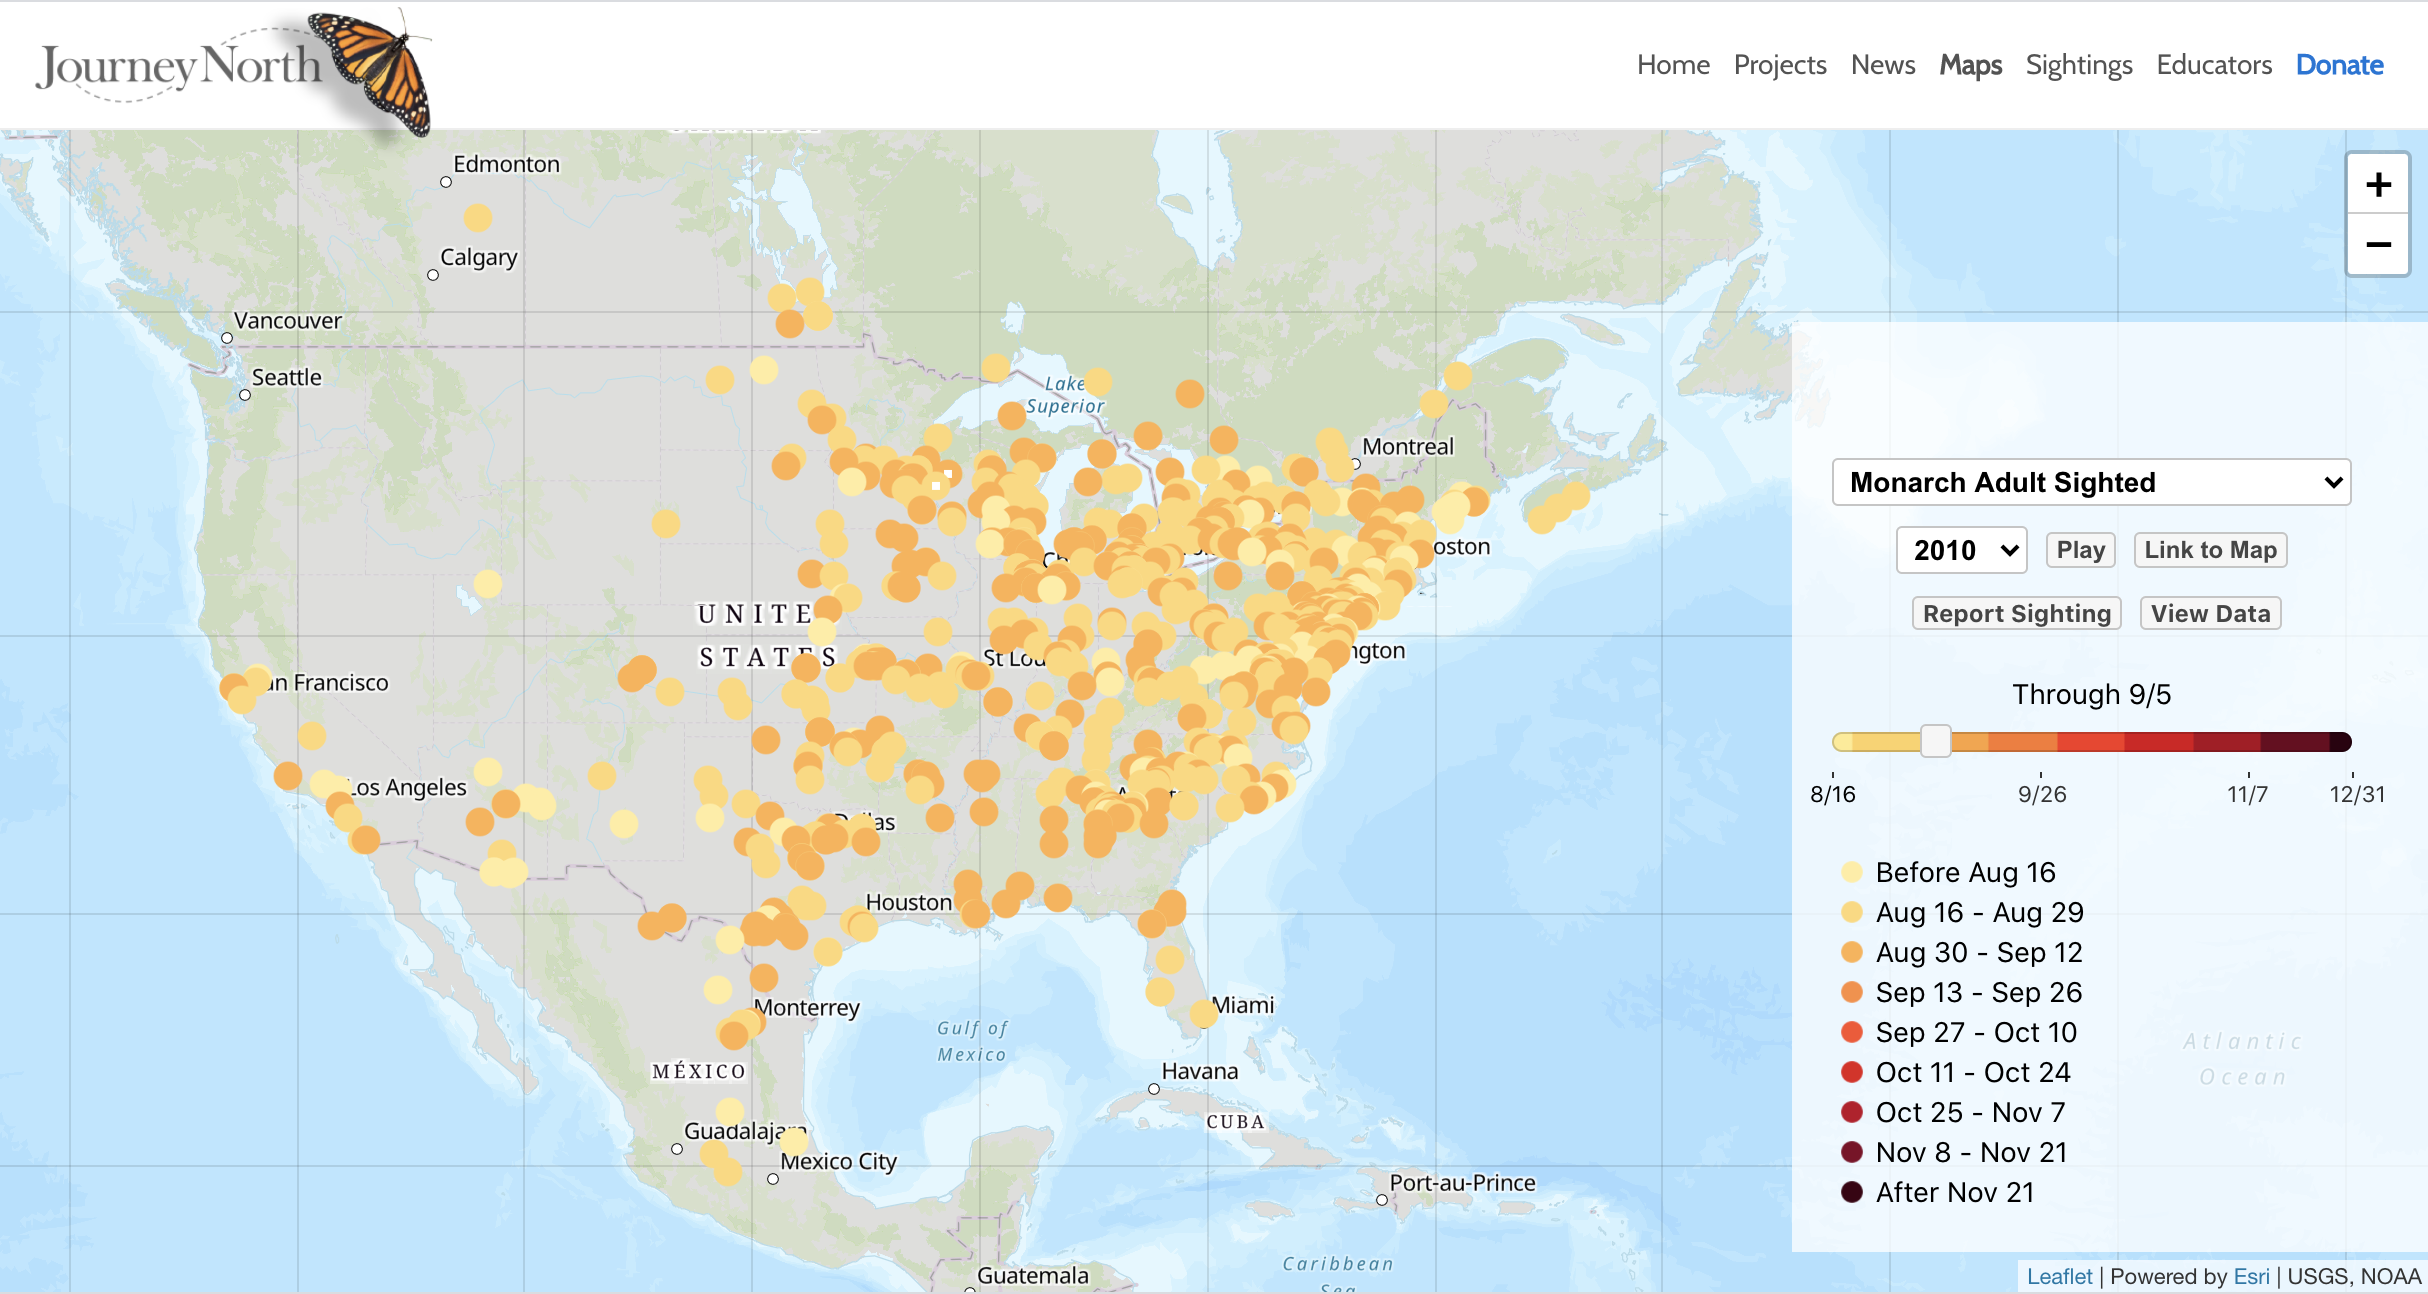 Journey North
Home Projects News Maps Sightings Educators Donate
Edmonton
Calgary
Vancouver
Seattle
Lake
Superior
Montreal
oston
UNITE
STATES
St Lou
ngton
an Francisco
Los Angeles
Dallas
Houston
Monterrey
Gulf of
Mexico
Miami
MÉXICO
Havana
CUBA
Guadalajara
Mexico City
Port-au-Prince
Caribbean
Sea
Guatemala
Atlantic
Ocean
+
−
Monarch Adult Sighted
2010 Play Link to Map
Report Sighting View Data
Through 9/5
8/16 9/26 11/7 12/31
Before Aug 16
Aug 16 - Aug 29
Aug 30 - Sep 12
Sep 13 - Sep 26
Sep 27 - Oct 10
Oct 11 - Oct 24
Oct 25 - Nov 7
Nov 8 - Nov 21
After Nov 21
Leaflet | Powered by Esri | USGS, NOAA